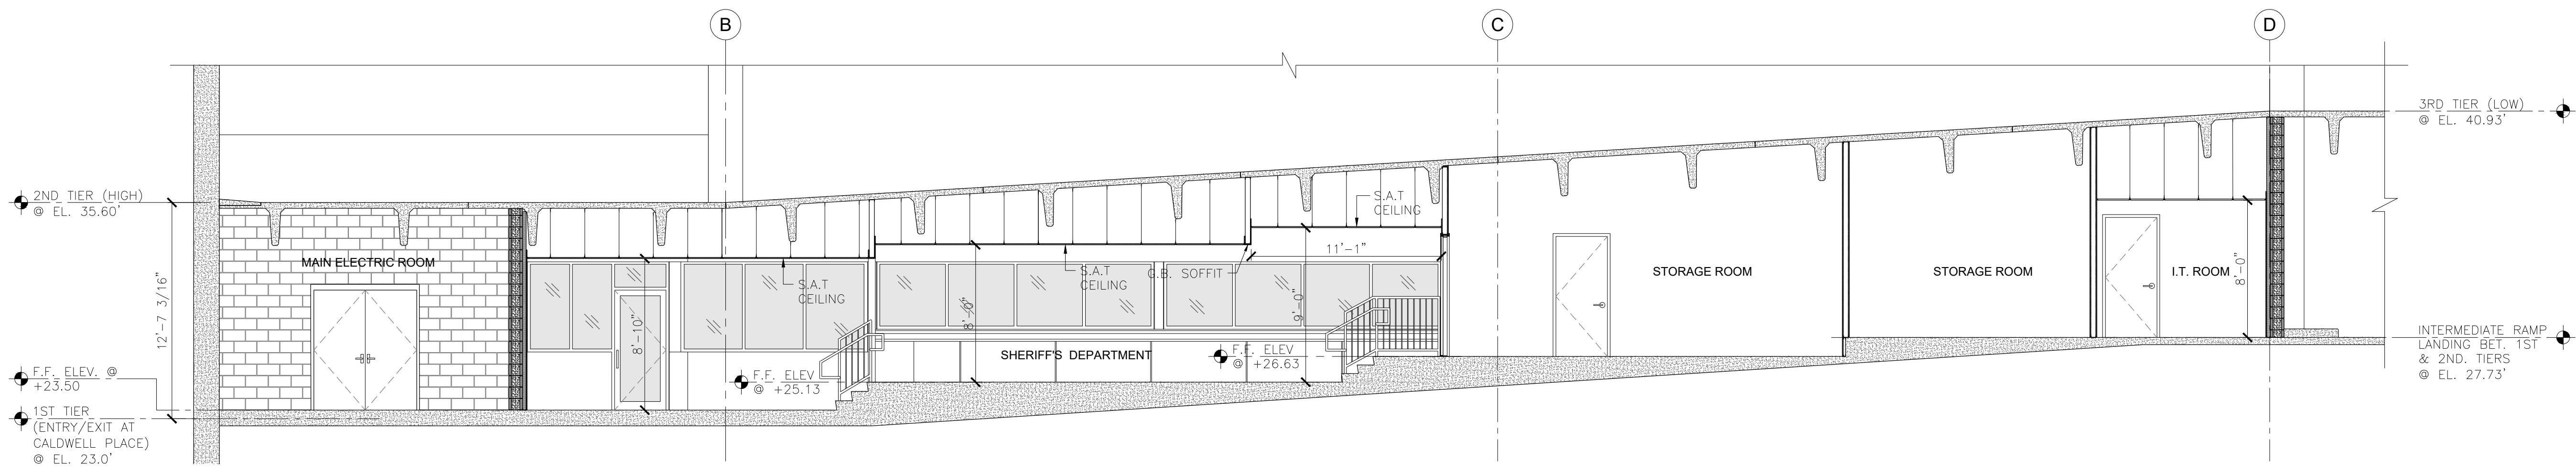 B
C
D
3RD TIER (LOW)
@ EL. 40.93'
2ND TIER (HIGH)
@ EL. 35.60'
S.A.T
CEILING
11'-1"
MAIN ELECTRIC ROOM
S.A.T
CEILING
G.B. SOFFIT
STORAGE ROOM
STORAGE ROOM
I.T. ROOM
8'-0"
S.A.T
CEILING
12'-7 3/16"
8'-10"
8'-0"
9'-0"
INTERMEDIATE RAMP
LANDING BET. 1ST
& 2ND. TIERS
@ EL. 27.73'
SHERIFF'S DEPARTMENT
F.F. ELEV
@ +26.63
F.F. ELEV. @
+23.50
F.F. ELEV
@ +25.13
1ST TIER
(ENTRY/EXIT AT
CALDWELL PLACE)
@ EL. 23.0'